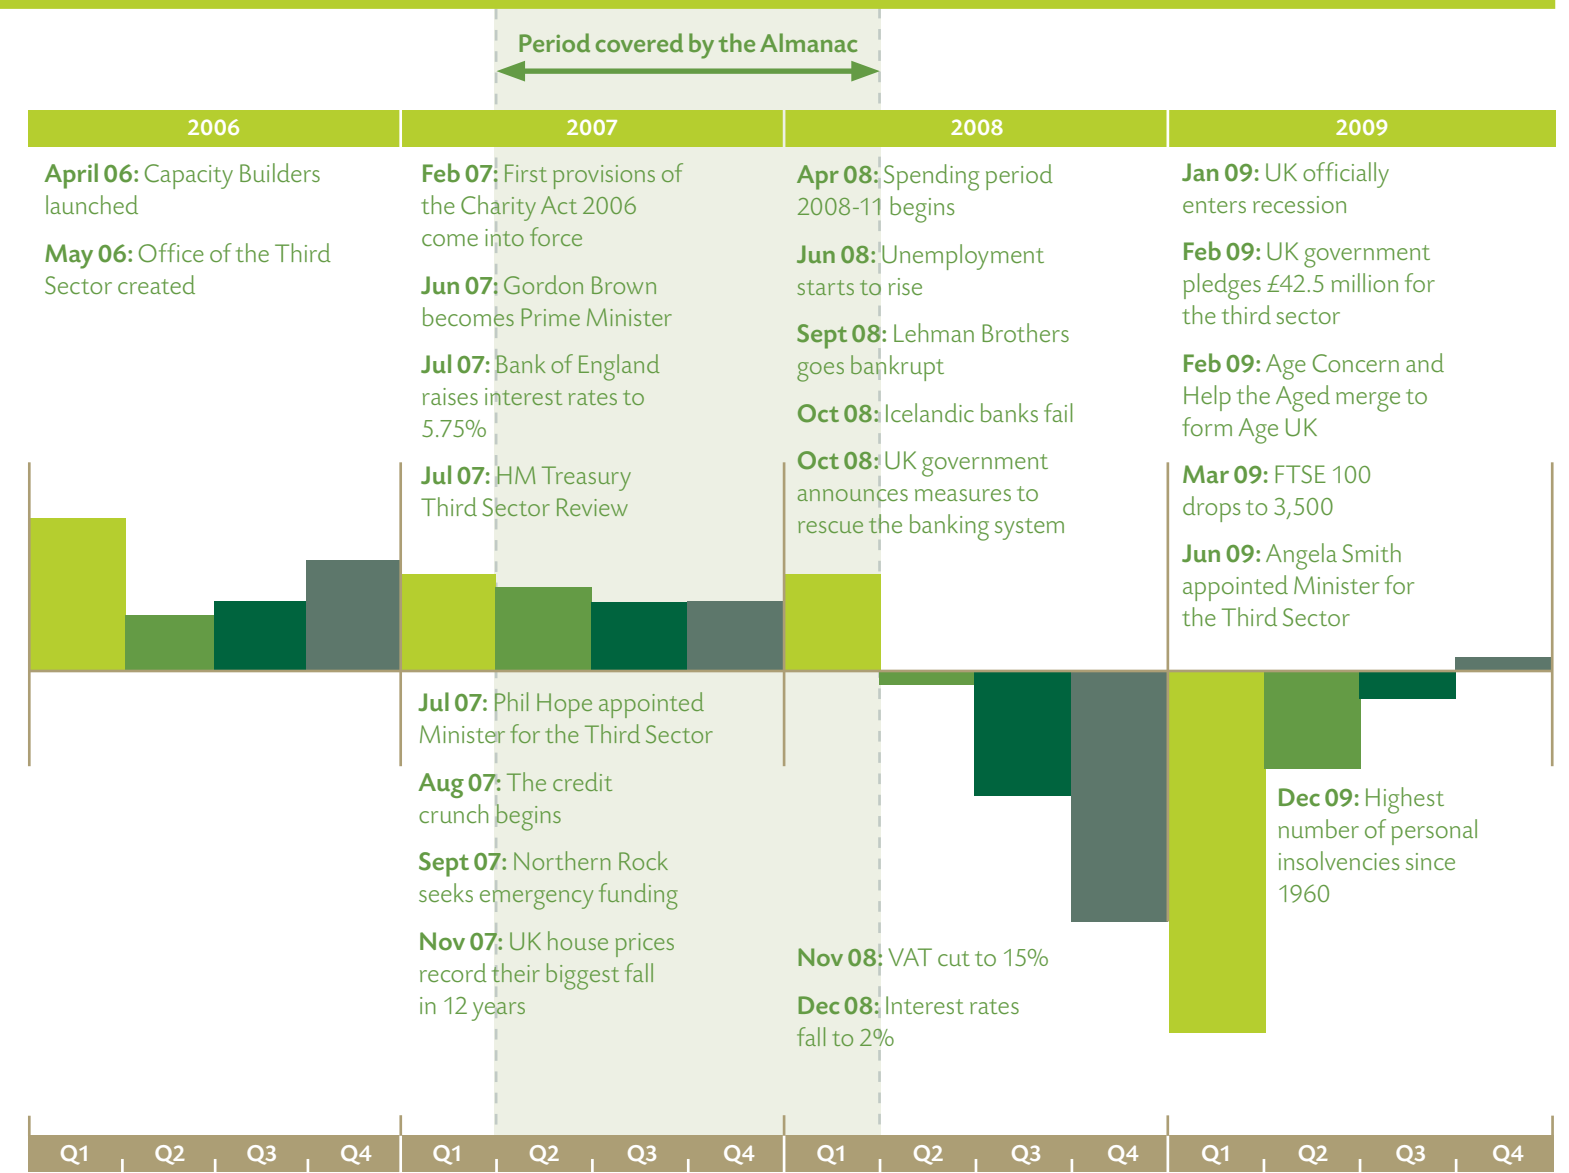 Period covered by the Almanac
2006
2007
2008
2009
April 06: Capacity Builders
launched
May 06: Office of the Third
Sector created
Feb 07: First provisions of
the Charity Act 2006
come into force
Jun 07: Gordon Brown
becomes Prime Minister
Jul 07: Bank of England
raises interest rates to
5.75%
Jul 07: HM Treasury
Third Sector Review
Jul 07: Phil Hope appointed
Minister for the Third Sector
Aug 07: The credit
crunch begins
Sept 07: Northern Rock
seeks emergency funding
Nov 07: UK house prices
record their biggest fall
in 12 years
Apr 08: Spending period
2008-11 begins
Jun 08: Unemployment
starts to rise
Sept 08: Lehman Brothers
goes bankrupt
Oct 08: Icelandic banks fail
Oct 08: UK government
announces measures to
rescue the banking system
Nov 08: VAT cut to 15%
Dec 08: Interest rates
fall to 2%
Jan 09: UK officially
enters recession
Feb 09: UK government
pledges £42.5 million for
the third sector
Feb 09: Age Concern and
Help the Aged merge to
form Age UK
Mar 09: FTSE 100
drops to 3,500
Jun 09: Angela Smith
appointed Minister for
the Third Sector
Dec 09: Highest
number of personal
insolvencies since
1960
Q1 Q2 Q3 Q4 Q1 Q2 Q3 Q4 Q1 Q2 Q3 Q4 Q1 Q2 Q3 Q4